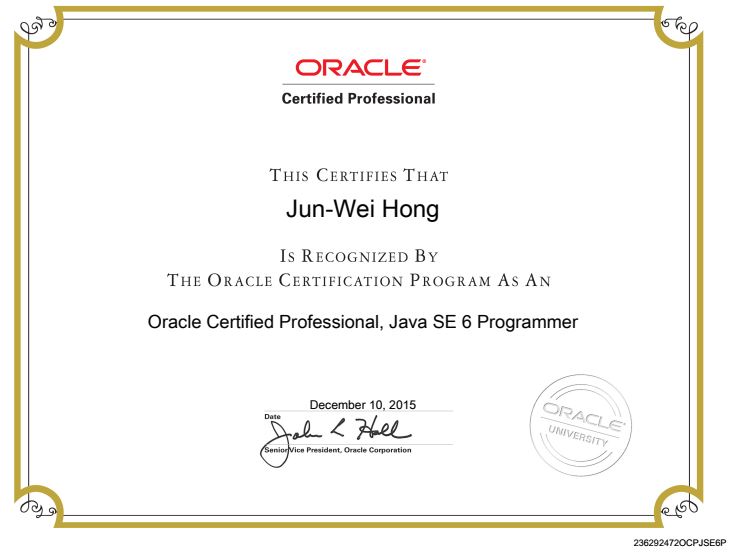 ORACLE®
Certified Professional
THIS CERTIFIES THAT
Jun-Wei Hong
IS RECOGNIZED BY
THE ORACLE CERTIFICATION PROGRAM AS AN
Oracle Certified Professional, Java SE 6 Programmer
December 10, 2015
Date
John L Hall
Senior Vice President, Oracle Corporation
ORACLE
UNIVERSITY
236292472OCPJSE6P